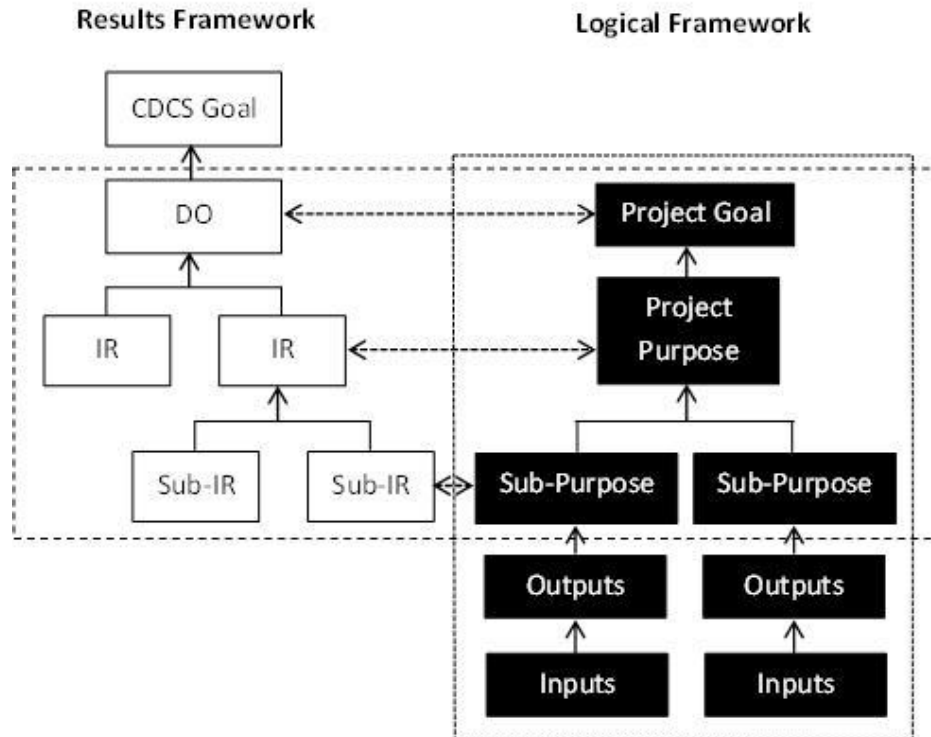 Results Framework
Logical Framework
CDCS Goal
DO
Project Goal
IR
IR
Project
Purpose
Sub-IR
Sub-IR
Sub-Purpose
Sub-Purpose
Outputs
Outputs
Inputs
Inputs